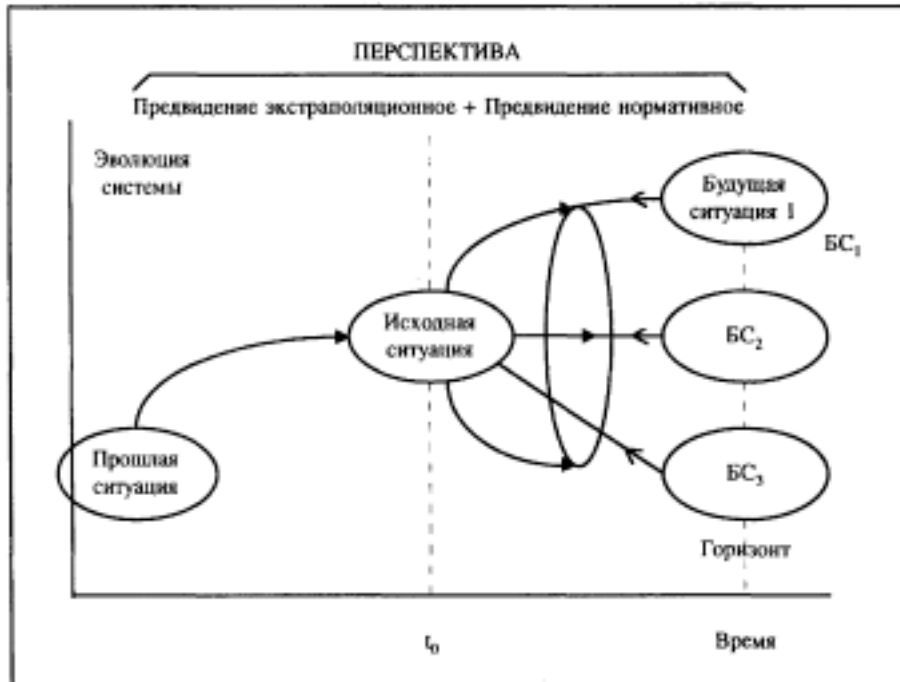 ПЕРСПЕКТИВА
Предвидение экстраполяционное + Предвидение нормативное
Эволюция
системы
Будущая
ситуация 1
БС₁
Исходная
ситуация
БС₂
Прошлая
ситуация
БС₃
Горизонт
t₀
Время